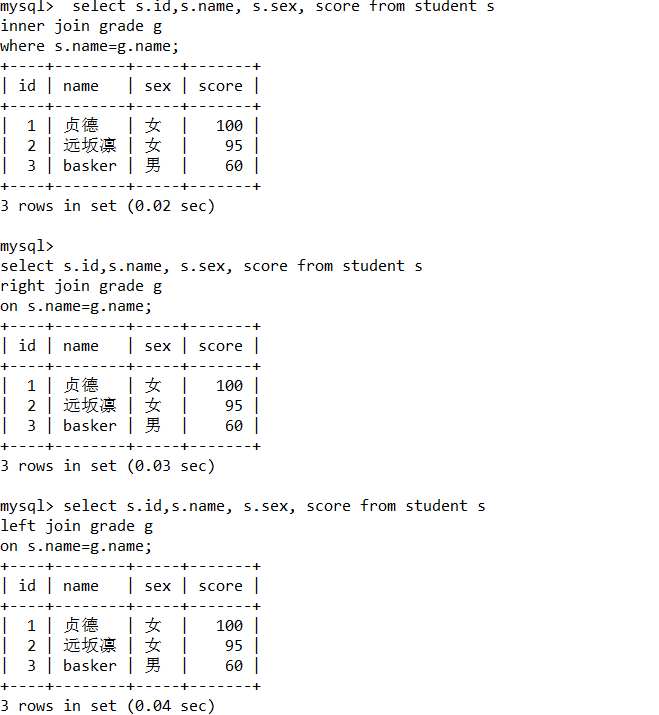 mysql>  select s.id,s.name, s.sex, score from student s
inner join grade g
where s.name=g.name;
+----+--------+-----+-------+
| id | name   | sex | score |
+----+--------+-----+-------+
|  1 | 贞德   | 女  |   100 |
|  2 | 远坂凛 | 女  |    95 |
|  3 | basker | 男  |    60 |
+----+--------+-----+-------+
3 rows in set (0.02 sec)
mysql>
select s.id,s.name, s.sex, score from student s
right join grade g
on s.name=g.name;
+----+--------+-----+-------+
| id | name   | sex | score |
+----+--------+-----+-------+
|  1 | 贞德   | 女  |   100 |
|  2 | 远坂凛 | 女  |    95 |
|  3 | basker | 男  |    60 |
+----+--------+-----+-------+
3 rows in set (0.03 sec)
mysql> select s.id,s.name, s.sex, score from student s
left join grade g
on s.name=g.name;
+----+--------+-----+-------+
| id | name   | sex | score |
+----+--------+-----+-------+
|  1 | 贞德   | 女  |   100 |
|  2 | 远坂凛 | 女  |    95 |
|  3 | basker | 男  |    60 |
+----+--------+-----+-------+
3 rows in set (0.04 sec)